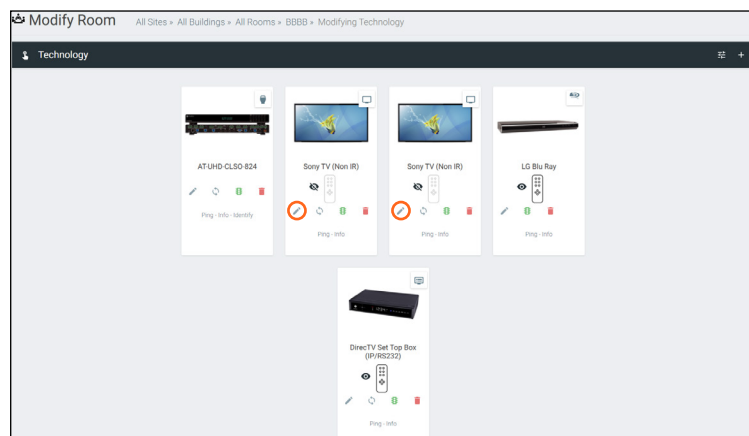 Modify Room All Sites » All Buildings » All Rooms » BBBB » Modifying Technology
Technology
AT-UHD-CLSO-824
Ping - Info - Identify
Sony TV (Non IR)
Ping - Info
Sony TV (Non IR)
Ping - Info
LG Blu Ray
Ping - Info
DirecTV Set Top Box
(IP/RS232)
Ping - Info